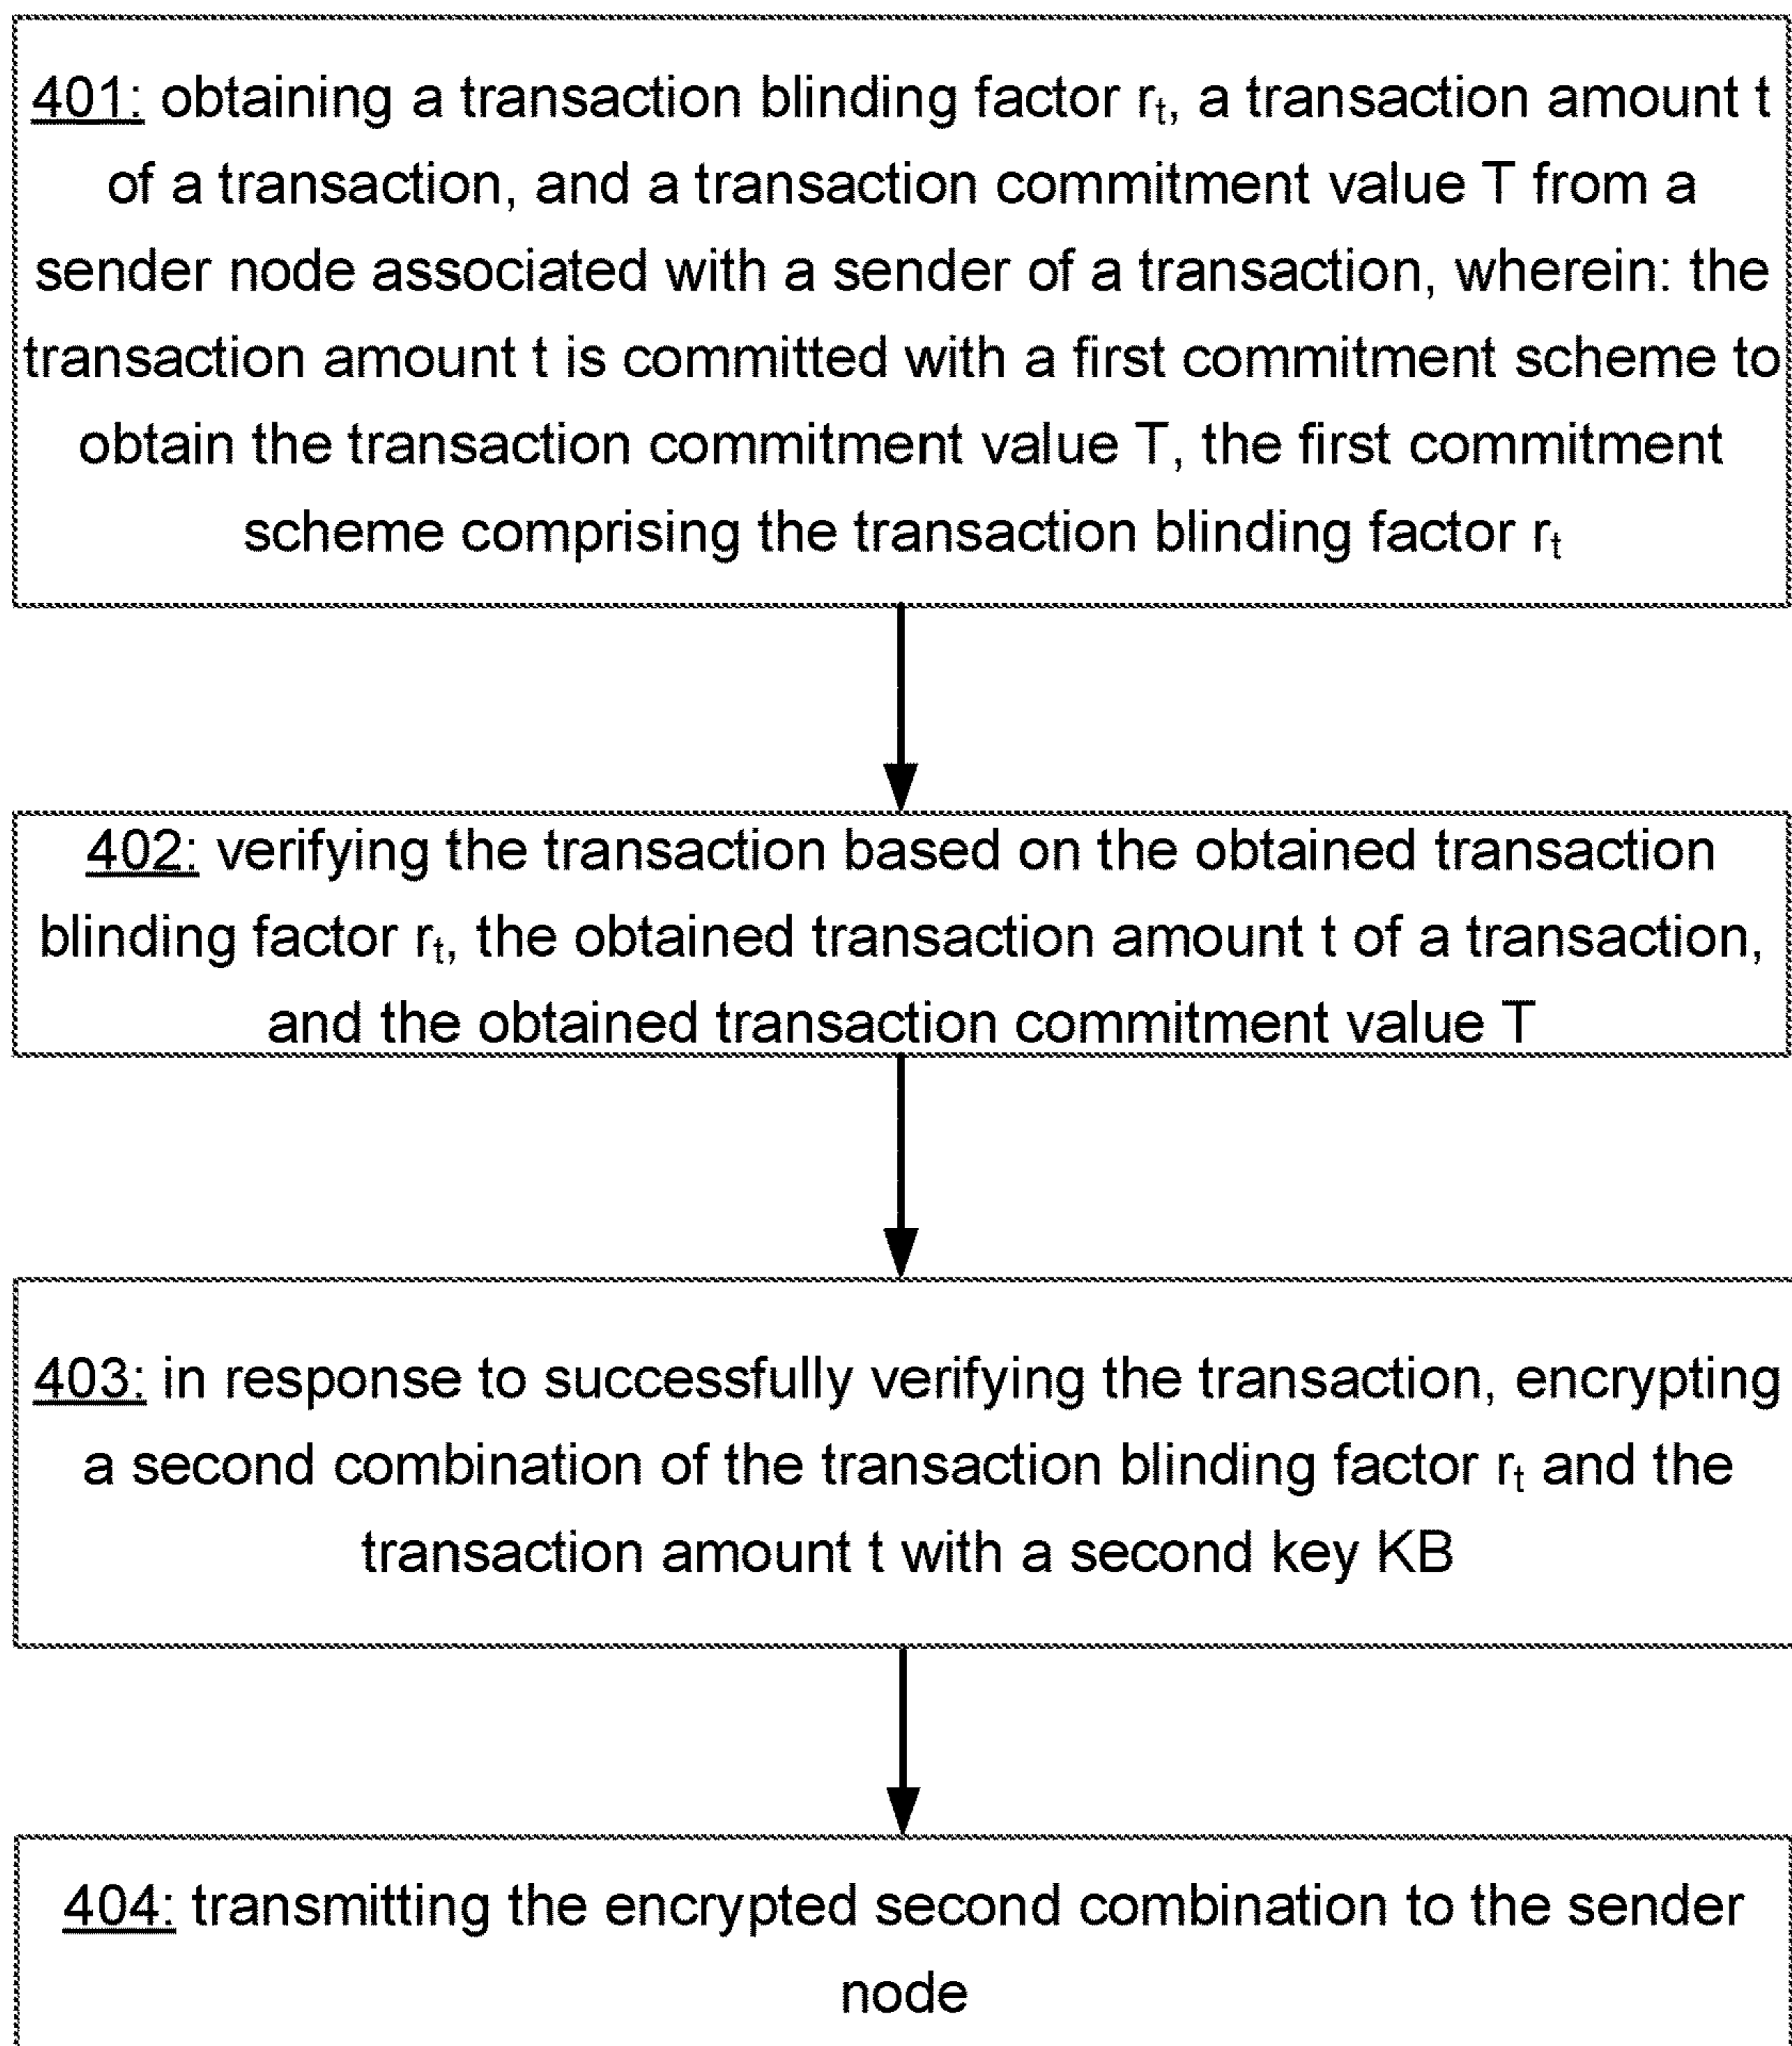 401: obtaining a transaction blinding factor rₜ, a transaction amount t
of a transaction, and a transaction commitment value T from a
sender node associated with a sender of a transaction, wherein: the
transaction amount t is committed with a first commitment scheme to
obtain the transaction commitment value T, the first commitment
scheme comprising the transaction blinding factor rₜ
402: verifying the transaction based on the obtained transaction
blinding factor rₜ, the obtained transaction amount t of a transaction,
and the obtained transaction commitment value T
403: in response to successfully verifying the transaction, encrypting
a second combination of the transaction blinding factor rₜ and the
transaction amount t with a second key KB
404: transmitting the encrypted second combination to the sender
node